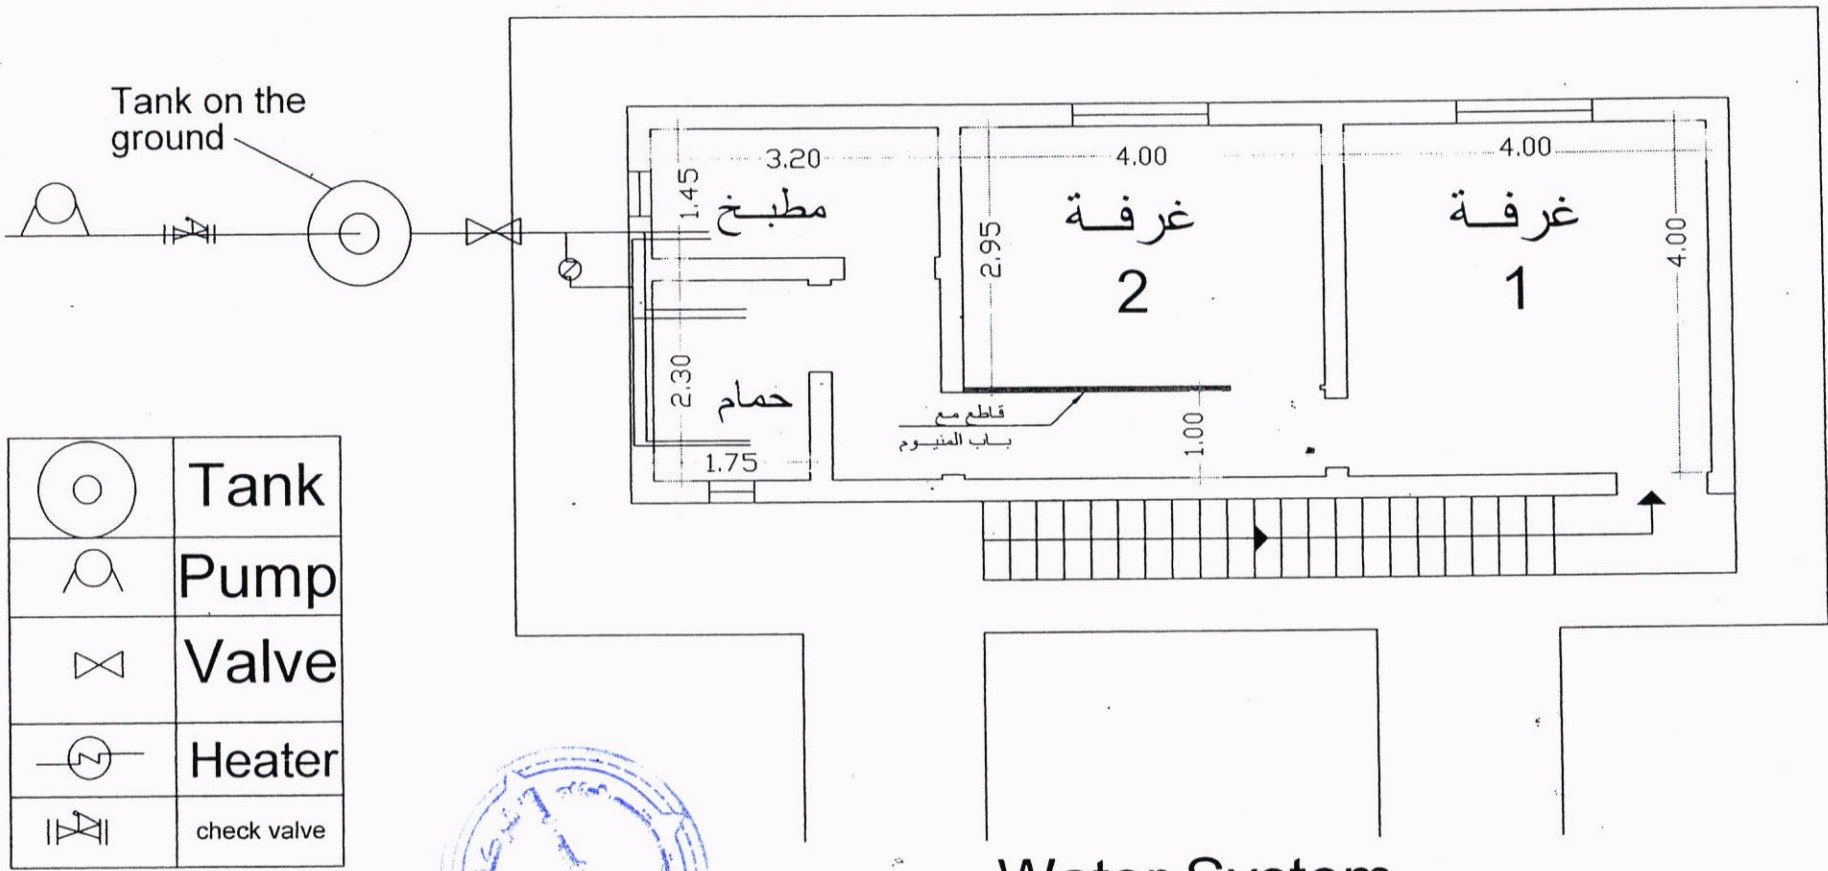 Tank on the
ground
3.20
4.00
4.00
1.45
مطبخ
غرفة
2
غرفة
1
2.95
4.00
2.30
حمام
1.75
قاطع مع
باب المنيوم
1.00
Tank
Pump
Valve
Heater
check valve
Water System